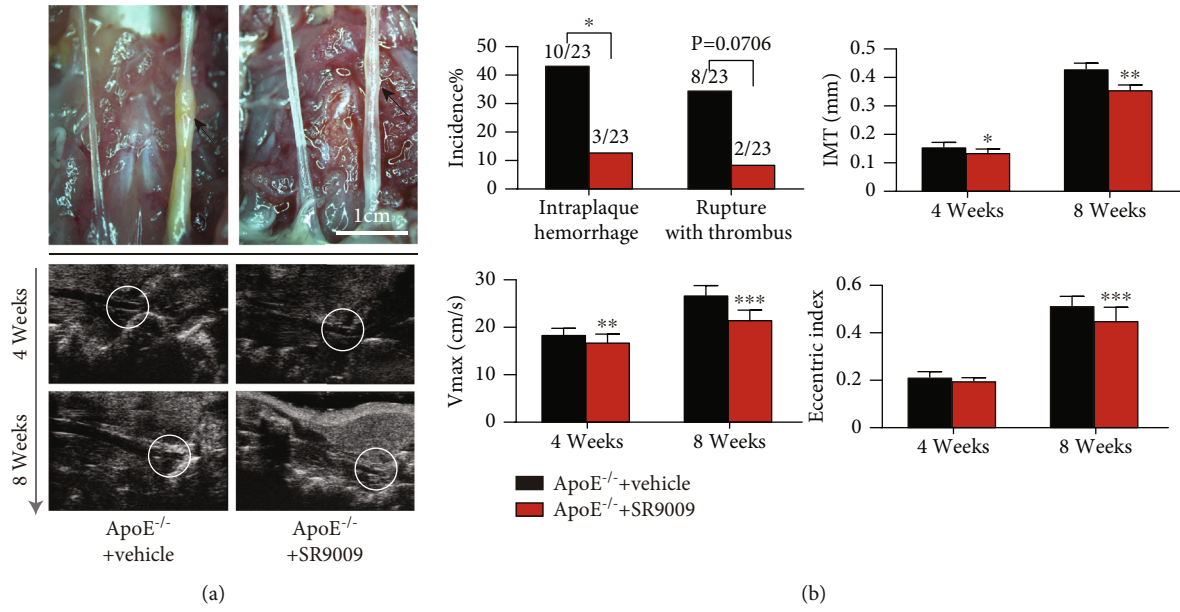 1cm
4 Weeks
8 Weeks
ApoE⁻/⁻
+vehicle
ApoE⁻/⁻
+SR9009
(a)
Incidence%
50
40
30
20
10
0
10/23
*
3/23
P=0.0706
8/23
2/23
Intraplaque
hemorrhage
Rupture
with thrombus
IMT (mm)
0.5
0.4
0.3
0.2
0.1
0
*
**
4 Weeks
8 Weeks
Vmax (cm/s)
30
20
10
0
**
***
4 Weeks
8 Weeks
Eccentric index
0.6
0.4
0.2
0
***
4 Weeks
8 Weeks
ApoE⁻/⁻+vehicle
ApoE⁻/⁻+SR9009
(b)